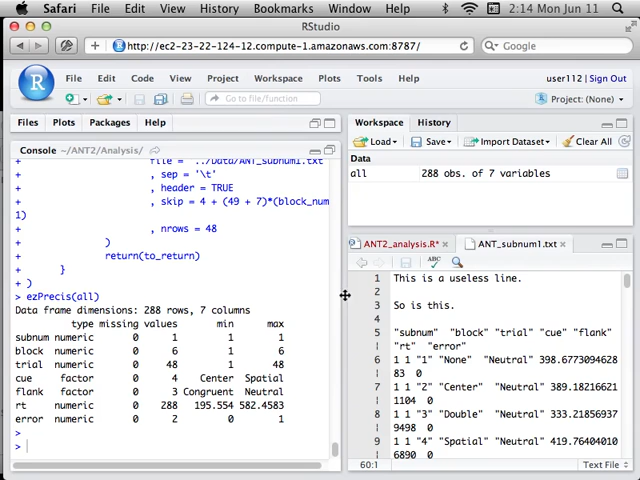 Safari File Edit View History Bookmarks Window Help 2:14 Mon Jun 11
RStudio
http://ec2-23-22-124-12.compute-1.amazonaws.com:8787/
Google
R File Edit Code View Project Workspace Plots Tools Help user112 | Sign Out
Go to file/function Project: (None)
Files Plots Packages Help
Console ~/ANT2/Analysis/
+ file = '../Data/ANT_subnum1.txt
+ , sep = '\t'
+ , header = TRUE
+ , skip = 4 + (49 + 7)*(block_num
1)
+ , nrows = 48
+ )
+ return(to_return)
+ }
+ )
> ezPrecis(all)
Data frame dimensions: 288 rows, 7 columns
type missing values min max
subnum numeric 0 1 1 1
block numeric 0 6 1 6
trial numeric 0 48 1 48
cue factor 0 4 Center Spatial
flank factor 0 3 Congruent Neutral
rt numeric 0 288 195.554 582.4583
error numeric 0 2 0 1
>
>
Workspace History
Load Save Import Dataset Clear All
Data
all 288 obs. of 7 variables
ANT2_analysis.R* ANT_subnum1.txt
ABC
1 This is a useless line.
2
3 So is this.
4
5 "subnum" "block" "trial" "cue" "flank"
"rt" "error"
6 1 1 "1" "None" "Neutral" 398.6773094628
83 0
7 1 1 "2" "Center" "Neutral" 389.18216621
1104 0
8 1 1 "3" "Double" "Neutral" 333.21856937
9498 0
9 1 1 "4" "Spatial" "Neutral" 419.76404010
6890 0
60:1 Text File